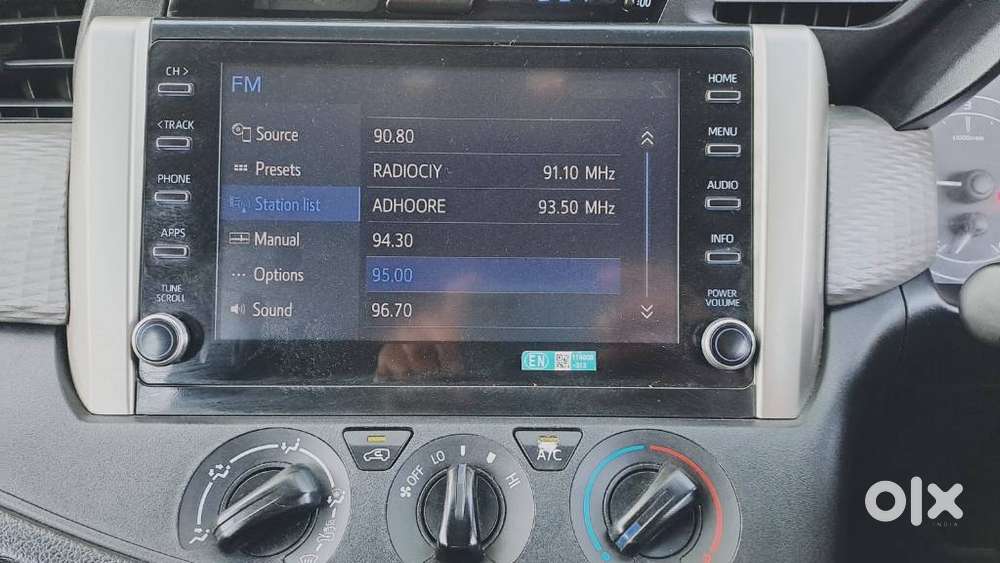 :00
CH >
< TRACK
PHONE
APPS
TUNE
SCROLL
FM
Source
Presets
Station list
Manual
Options
Sound
90.80
RADIOCIY 91.10 MHz
ADHOORE 93.50 MHz
94.30
95.00
96.70
HOME
MENU
AUDIO
INFO
POWER
VOLUME
EN
OFF
LO
HI
A/C
E
olx
INDIA